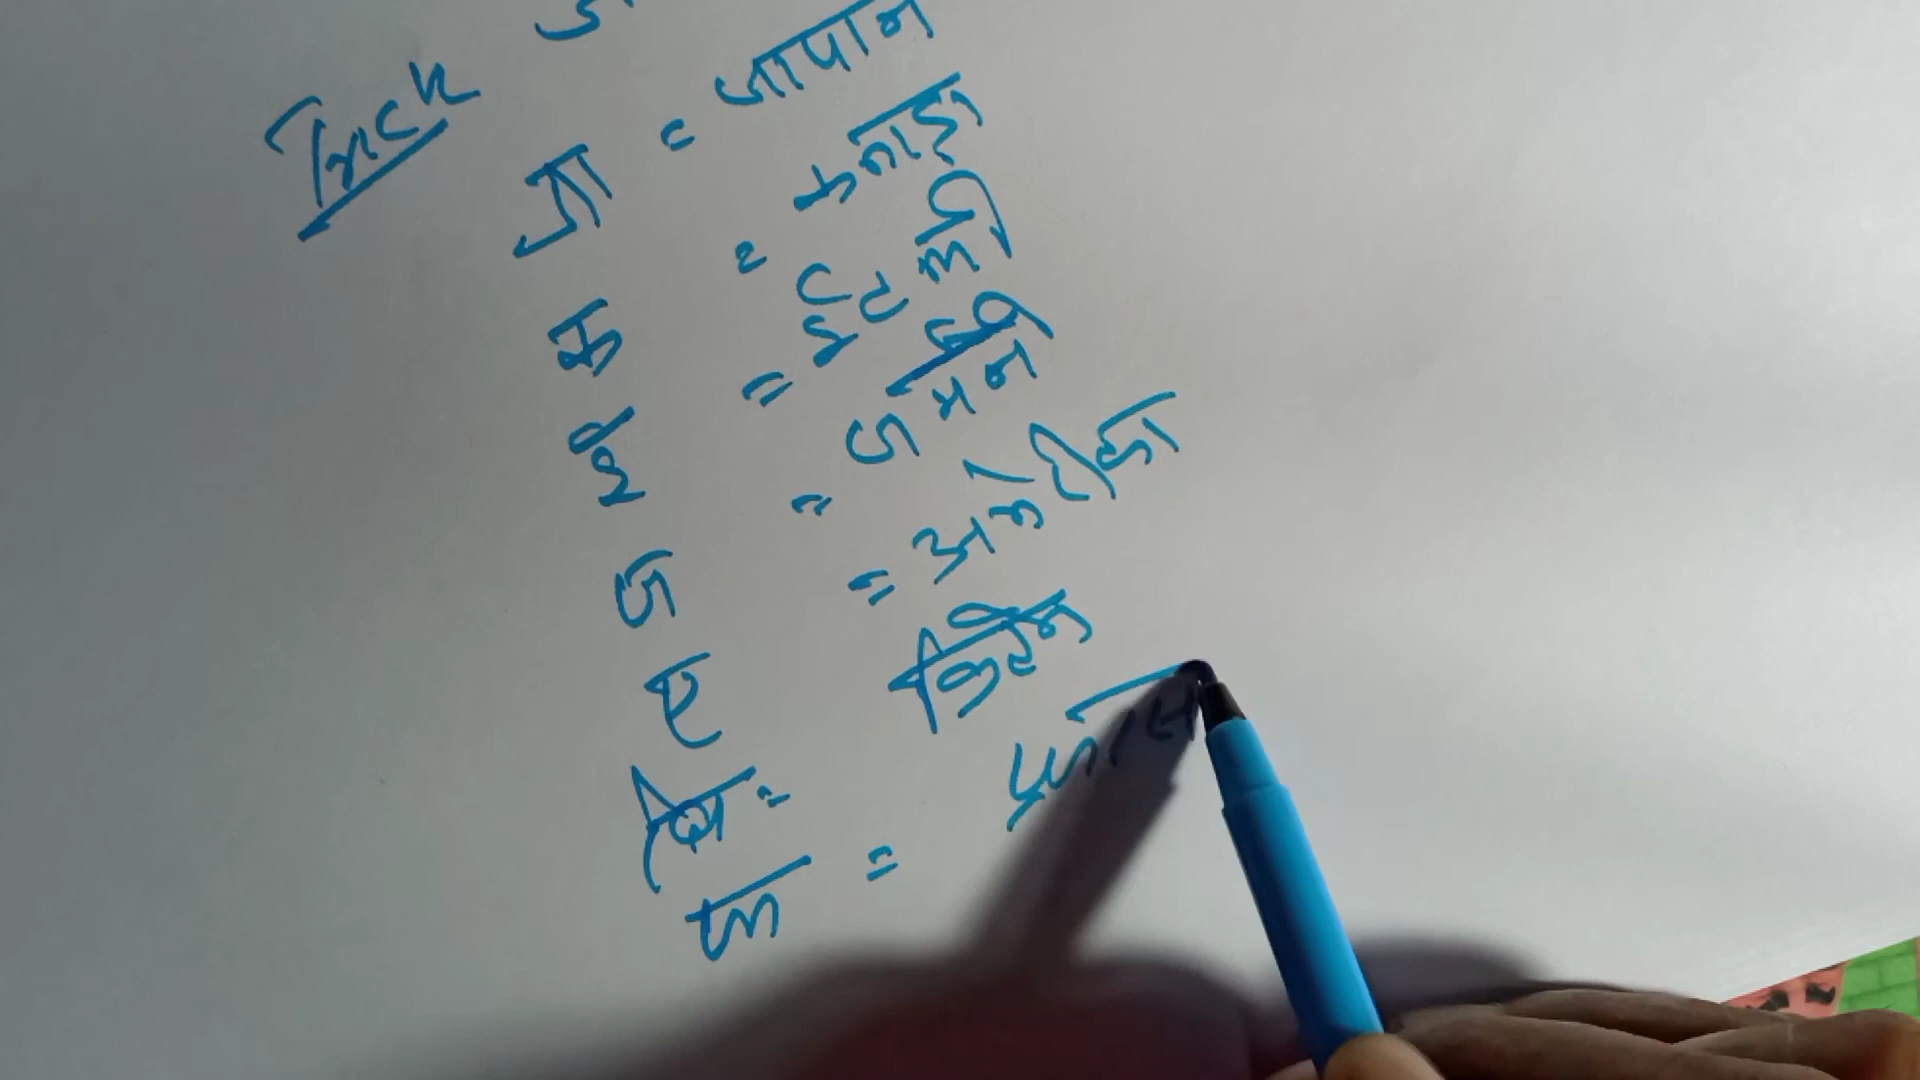 Trick
जा = जापान
क = कनाडा
ई = इटली
ज = जर्मनी
ए = अमेरीका
ब्रि = ब्रिटेन
फ्रा = फ्रांस